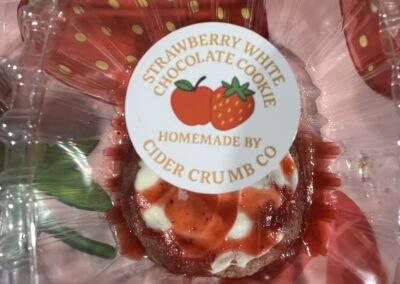 STRAWBERRY WHITE
CHOCOLATE COOKIE
HOMEMADE BY
CIDER CRUMB CO